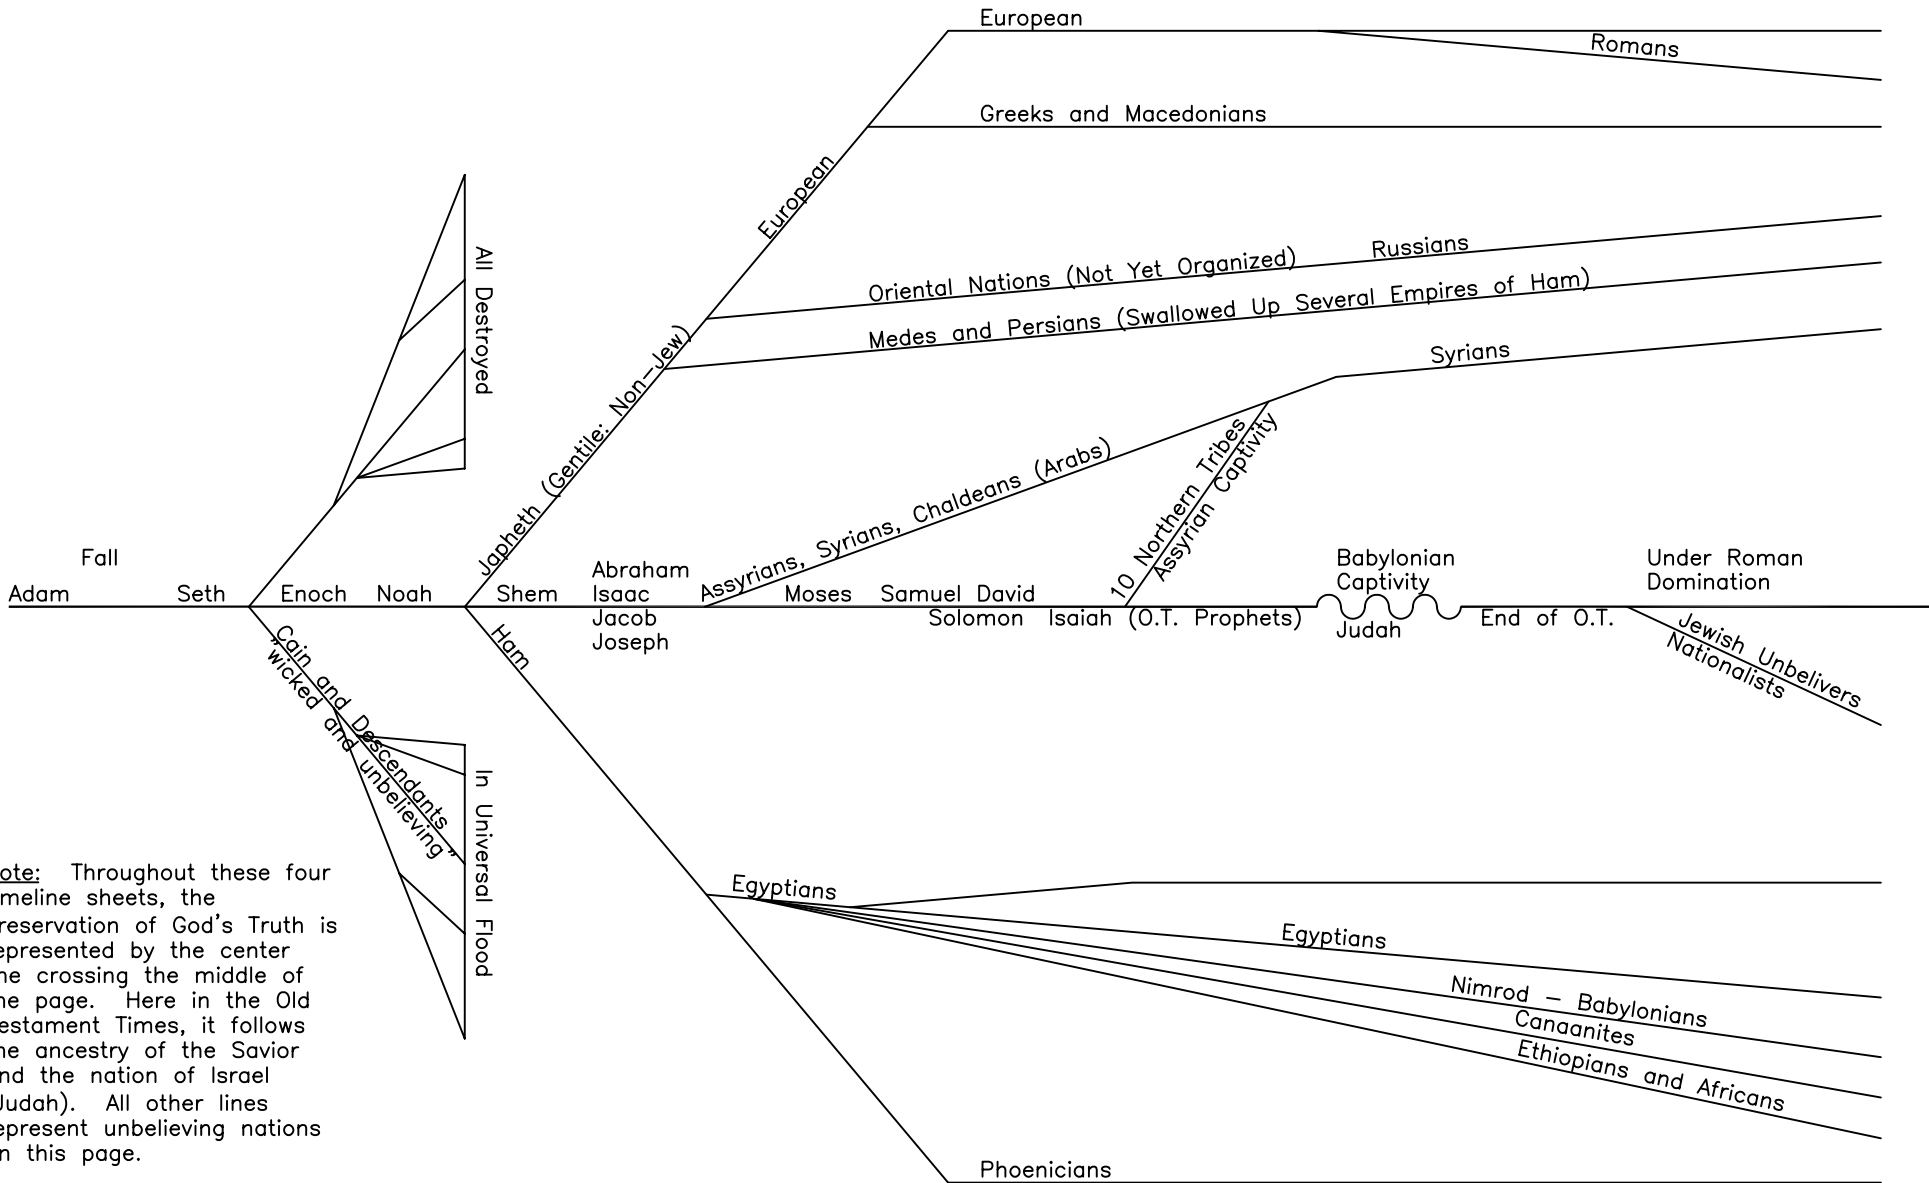 European
Romans
Greeks and Macedonians
European
Oriental Nations (Not Yet Organized)
Russians
Medes and Persians (Swallowed Up Several Empires of Ham)
Syrians
All Destroyed
Japheth (Gentile: Non-Jew)
Assyrians, Syrians, Chaldeans (Arabs)
10 Northern Tribes
Assyrian Captivity
Fall
Adam
Seth
Enoch
Noah
Shem
Abraham
Isaac
Jacob
Joseph
Moses
Samuel David
Solomon
Isaiah (O.T. Prophets)
Babylonian
Captivity
Judah
End of O.T.
Under Roman
Domination
Jewish Unbelivers
Nationalists
Ham
Cain and Descendants
"wicked and unbelieving"
In Universal Flood
Egyptians
Egyptians
Nimrod – Babylonians
Canaanites
Ethiopians and Africans
Phoenicians
ote: Throughout these four
meline sheets, the
reservation of God's Truth is
epresented by the center
ne crossing the middle of
he page. Here in the Old
estament Times, it follows
he ancestry of the Savior
nd the nation of Israel
Judah). All other lines
epresent unbelieving nations
n this page.